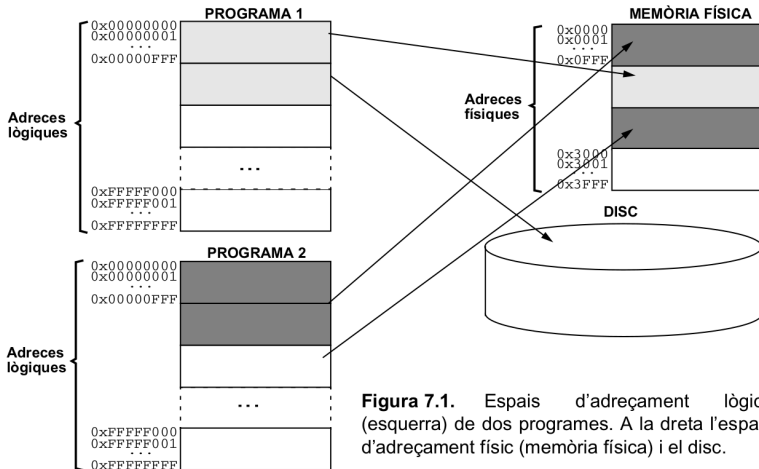 PROGRAMA 1
0x00000000
0x00000001
...
0x00000FFF
Adreces
lògiques
...
0xFFFFF000
0xFFFFF001
...
0xFFFFFFFF
PROGRAMA 2
0x00000000
0x00000001
...
0x00000FFF
Adreces
lògiques
...
0xFFFFF000
0xFFFFF001
...
0xFFFFFFFF
MEMÒRIA FÍSICA
0x0000
0x0001
...
0x0FFF
Adreces
físiques
0x3000
0x3001
..
0x3FFF
DISC
Figura 7.1. Espais d'adreçament lògic
(esquerra) de dos programes. A la dreta l'espa
d'adreçament físic (memòria física) i el disc.